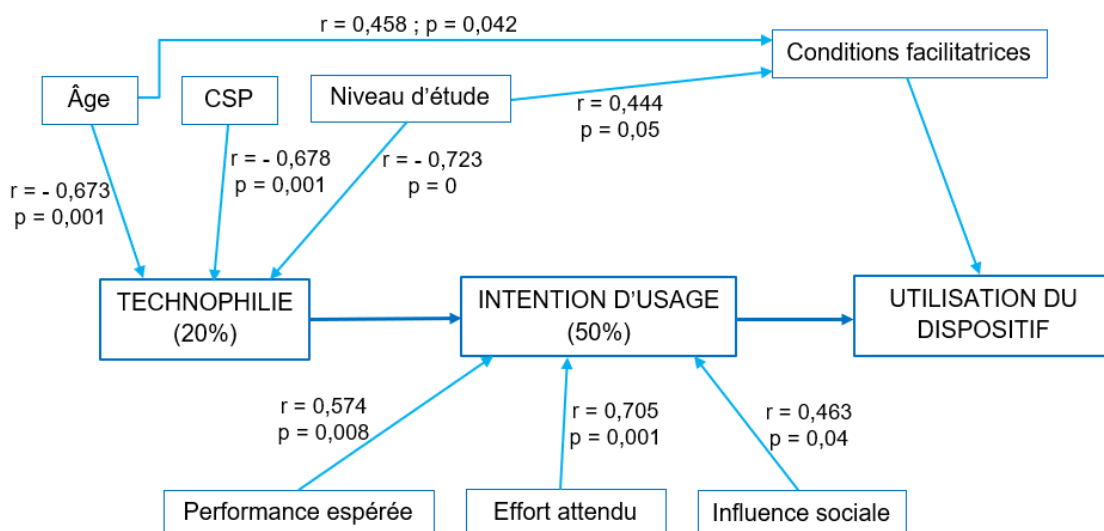 r = 0,458 ; p = 0,042
Conditions facilitatrices
Âge
CSP
Niveau d'étude
r = 0,444
p = 0,05
r = - 0,673
p = 0,001
r = - 0,678
p = 0,001
r = - 0,723
p = 0
TECHNOPHILIE
(20%)
INTENTION D'USAGE
(50%)
UTILISATION DU
DISPOSITIF
r = 0,574
p = 0,008
r = 0,705
p = 0,001
r = 0,463
p = 0,04
Performance espérée
Effort attendu
Influence sociale